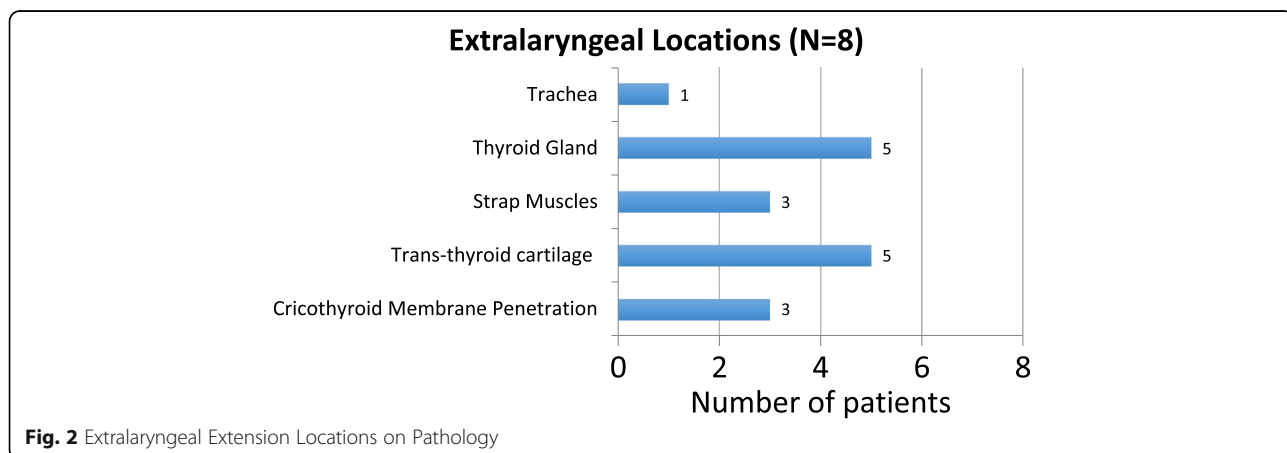 Extralaryngeal Locations (N=8)
Trachea 1
Thyroid Gland 5
Strap Muscles 3
Trans-thyroid cartilage 5
Cricothyroid Membrane Penetration 3
0 2 4 6 8
Number of patients
Fig. 2 Extralaryngeal Extension Locations on Pathology